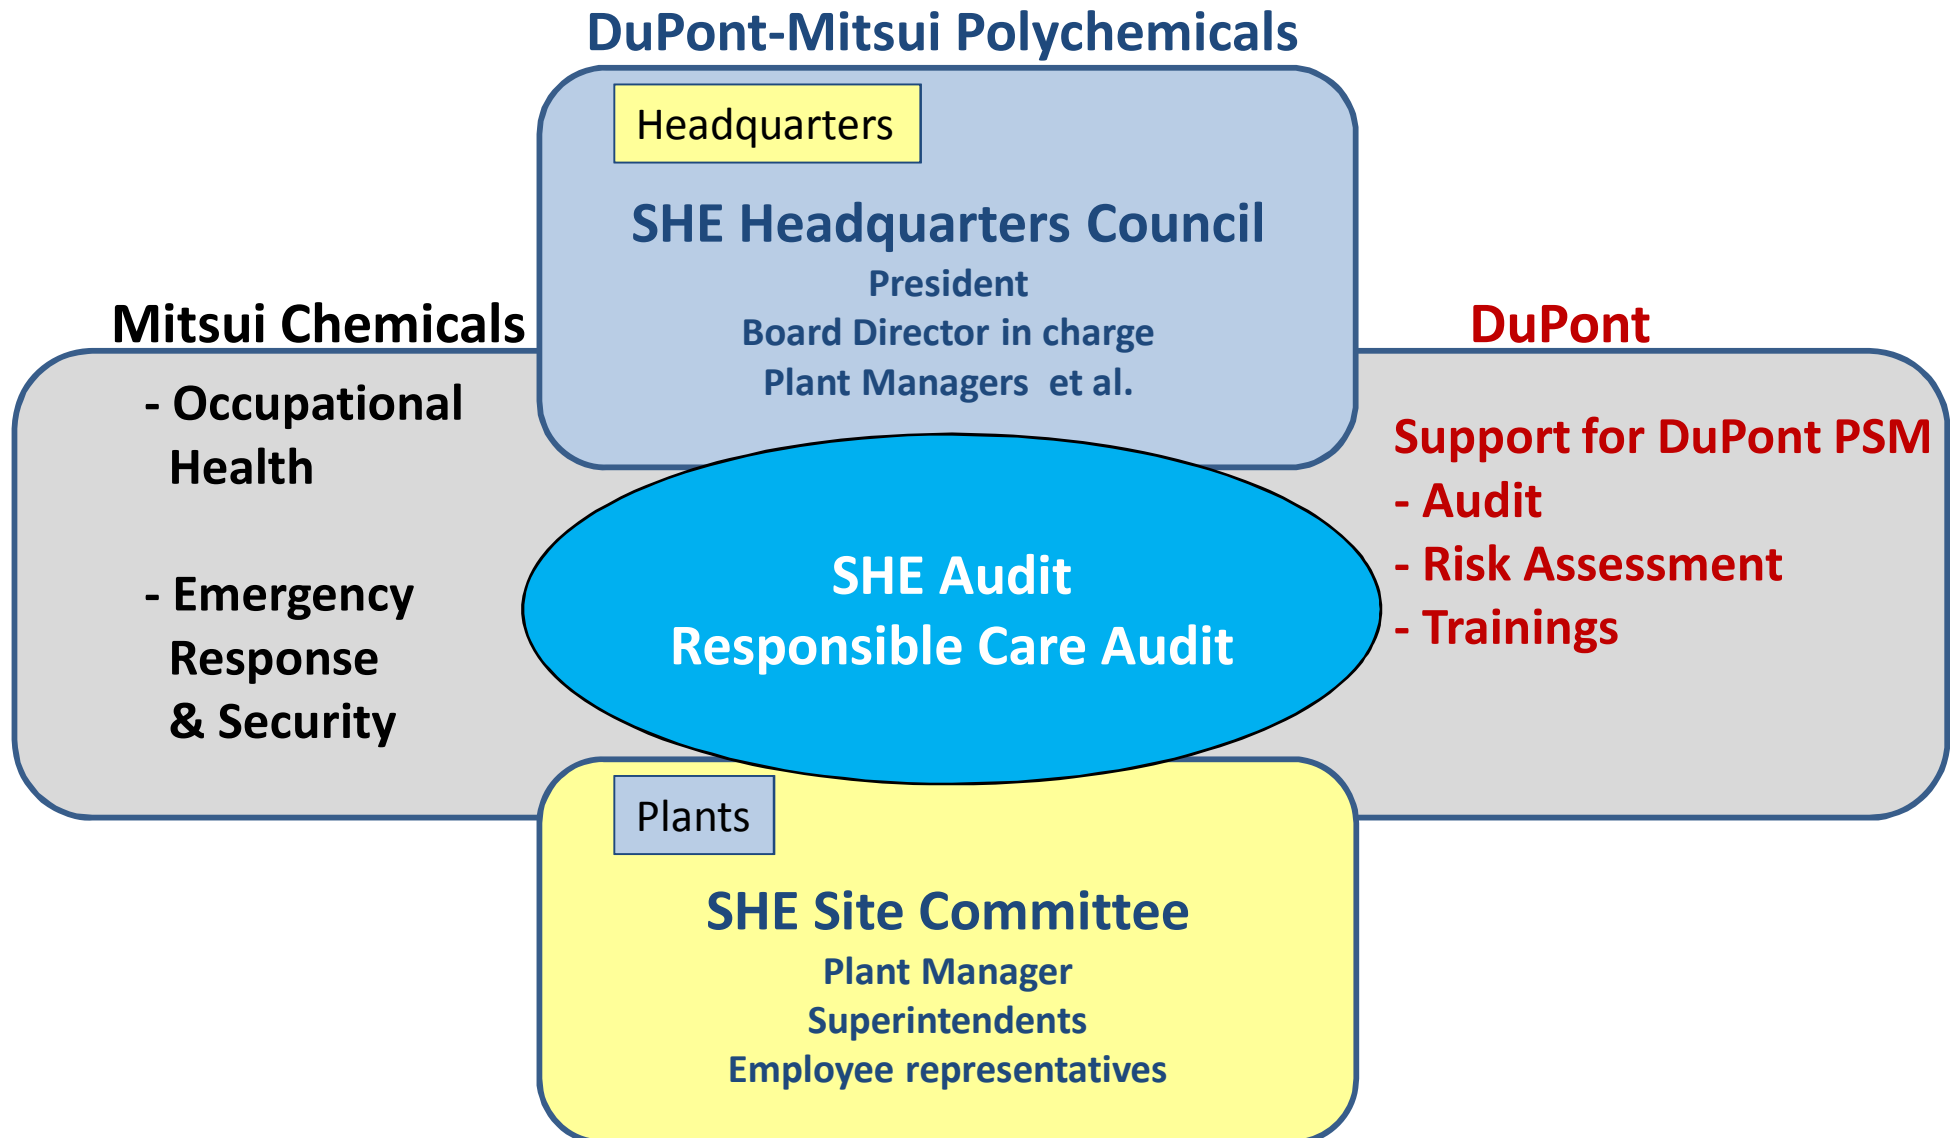 DuPont-Mitsui Polychemicals
Headquarters
SHE Headquarters Council
President
Board Director in charge
Plant Managers et al.
Mitsui Chemicals
- Occupational
Health
- Emergency
Response
& Security
SHE Audit
Responsible Care Audit
DuPont
Support for DuPont PSM
- Audit
- Risk Assessment
- Trainings
Plants
SHE Site Committee
Plant Manager
Superintendents
Employee representatives